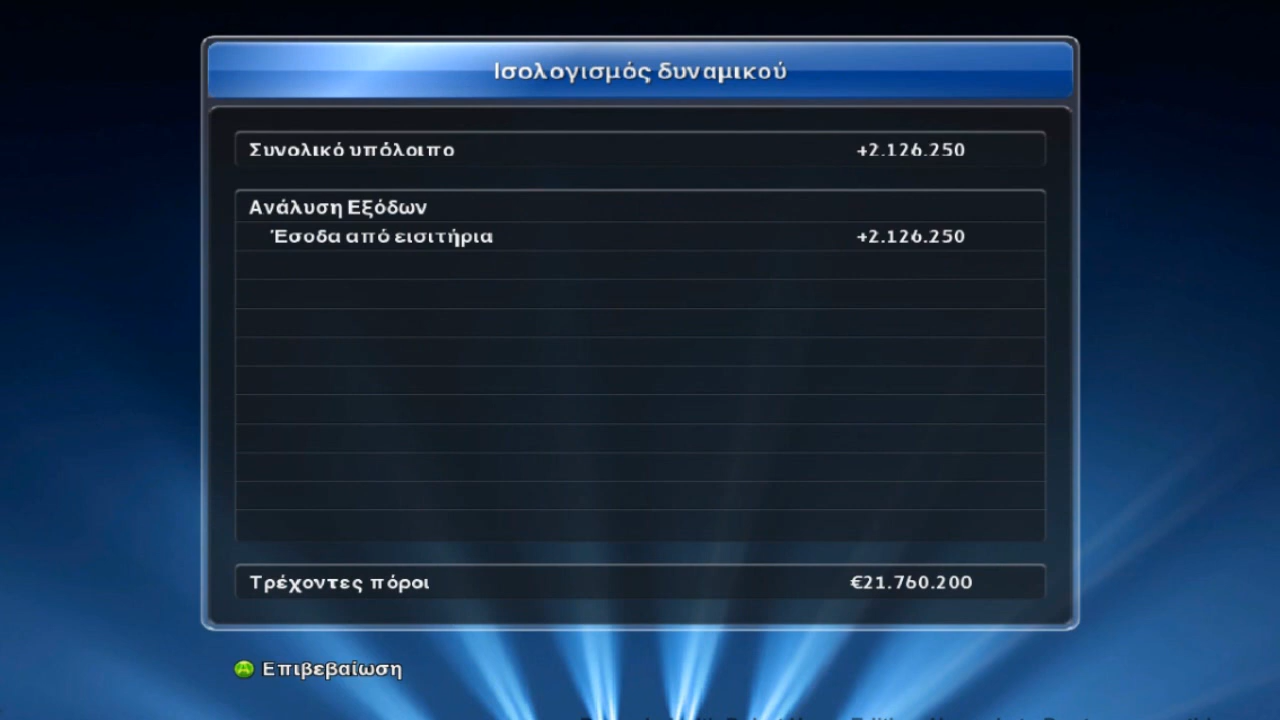 Ισολογισμός δυναμικού
Συνολικό υπόλοιπο +2.126.250
Ανάλυση Εξόδων
Έσοδα από εισιτήρια +2.126.250
Τρέχοντες πόροι €21.760.200
Επιβεβαίωση